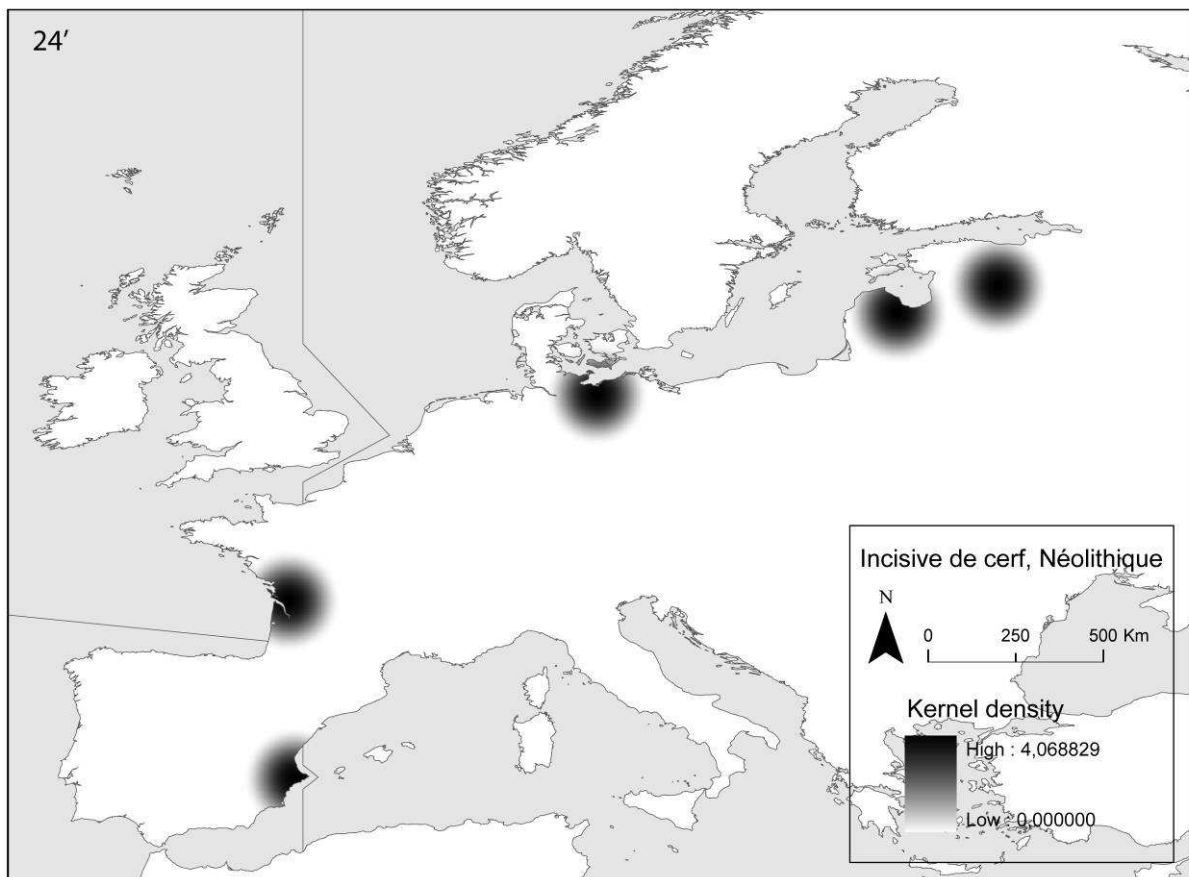 24’
Incisive de cerf, Néolithique
N
0 250 500 Km
Kernel density
High : 4,068829
Low : 0,000000